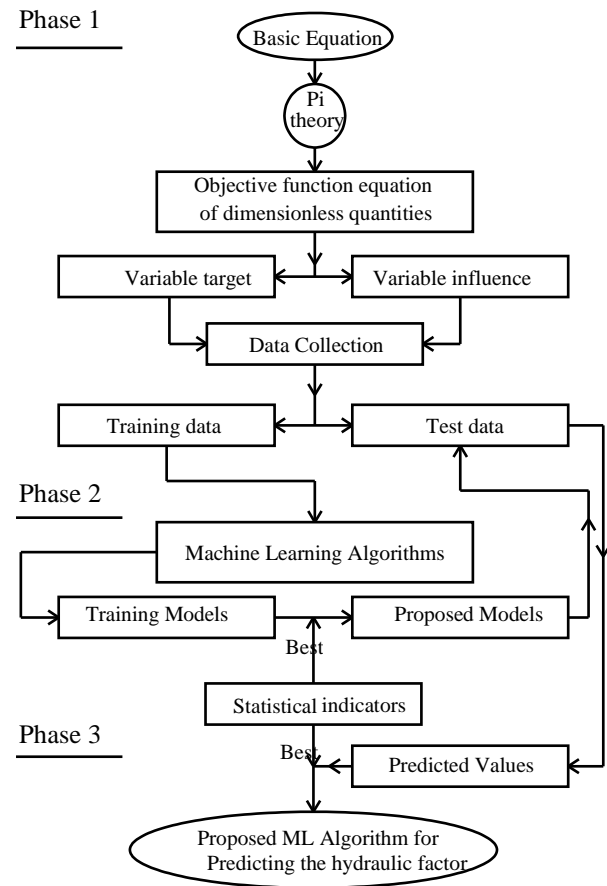 Phase 1
Basic Equation
Pi
theory
Objective function equation
of dimensionless quantities
Variable target
Variable influence
Data Collection
Training data
Test data
Phase 2
Machine Learning Algorithms
Training Models
Proposed Models
Best
Statistical indicators
Phase 3
Best
Predicted Values
Proposed ML Algorithm for
Predicting the hydraulic factor